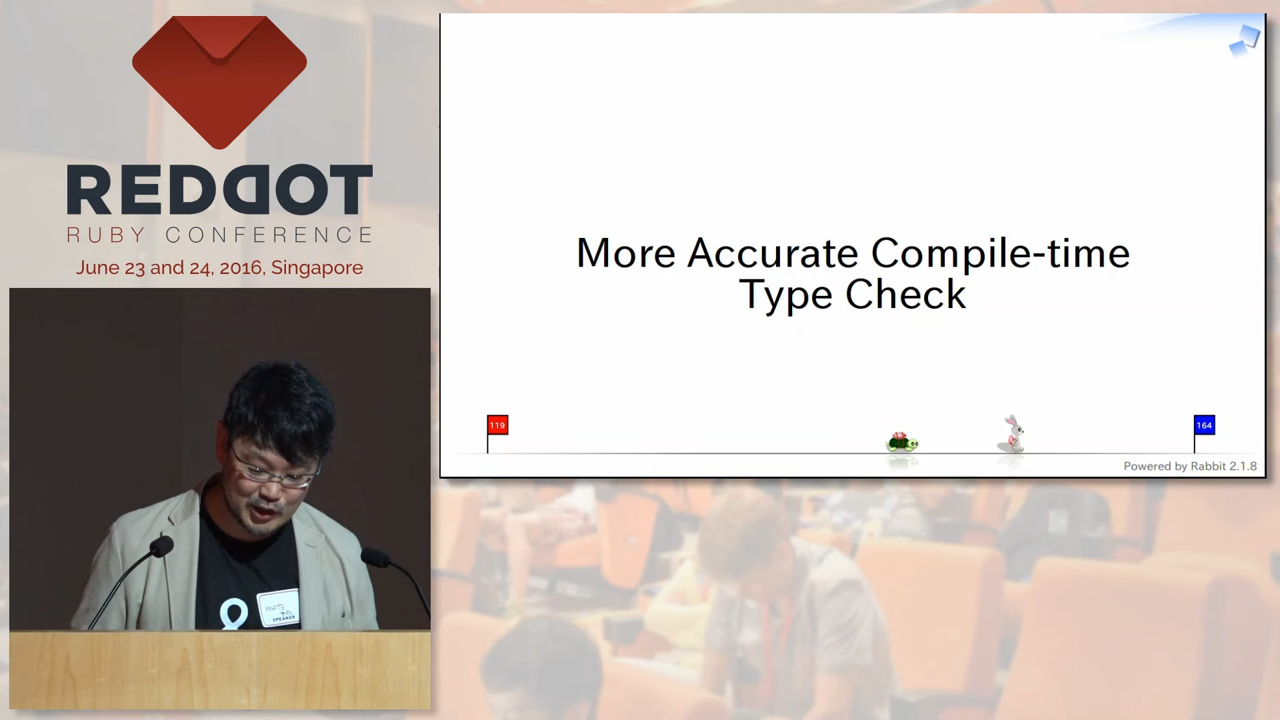 REDDOT
RUBY CONFERENCE
June 23 and 24, 2016, Singapore
More Accurate Compile-time
Type Check
119
164
Powered by Rabbit 2.1.8
SPEAKER